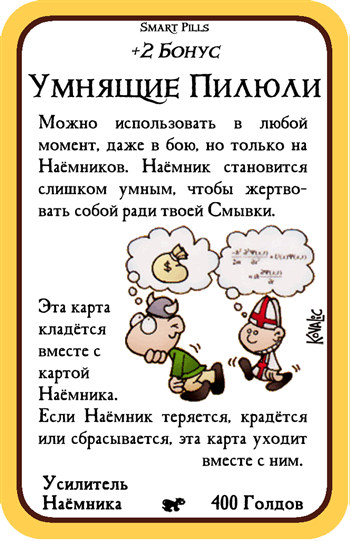 Smart Pills
+2 Бонус
Умнящие Пилюли
Можно использовать в любой
момент, даже в бою, но только на
Наёмников. Наёмник становится
слишком умным, чтобы жертво-
вать собой ради твоей Смывки.
$
Эта карта
кладётся
вместе с
картой
Наёмника.
Kovalic
Если Наёмник теряется, крадётся
или сбрасывается, эта карта уходит
вместе с ним.
Усилитель
Наёмника
400 Голдов